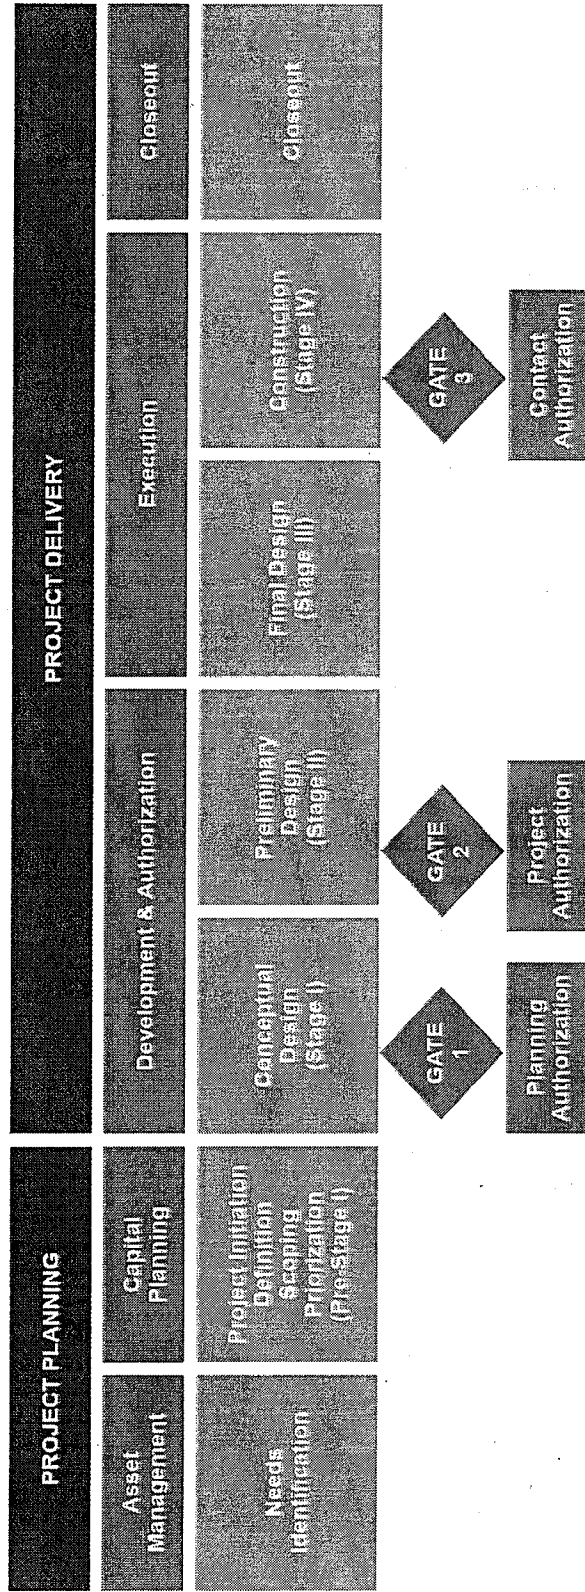 PROJECT PLANNING
PROJECT DELIVERY
Asset
Management
Capital
Planning
Development & Authorization
Execution
Closeout
Needs
Identification
Project Initiation
Definition
Scoping
Priorization
(Pre-Stage I)
Conceptual
Design
(Stage I)
Preliminary
Design
(Stage II)
Final Design
(Stage III)
Construction
(Stage IV)
Closeout
GATE
1
GATE
2
GATE
3
Planning
Authorization
Project
Authorization
Contact
Authorization